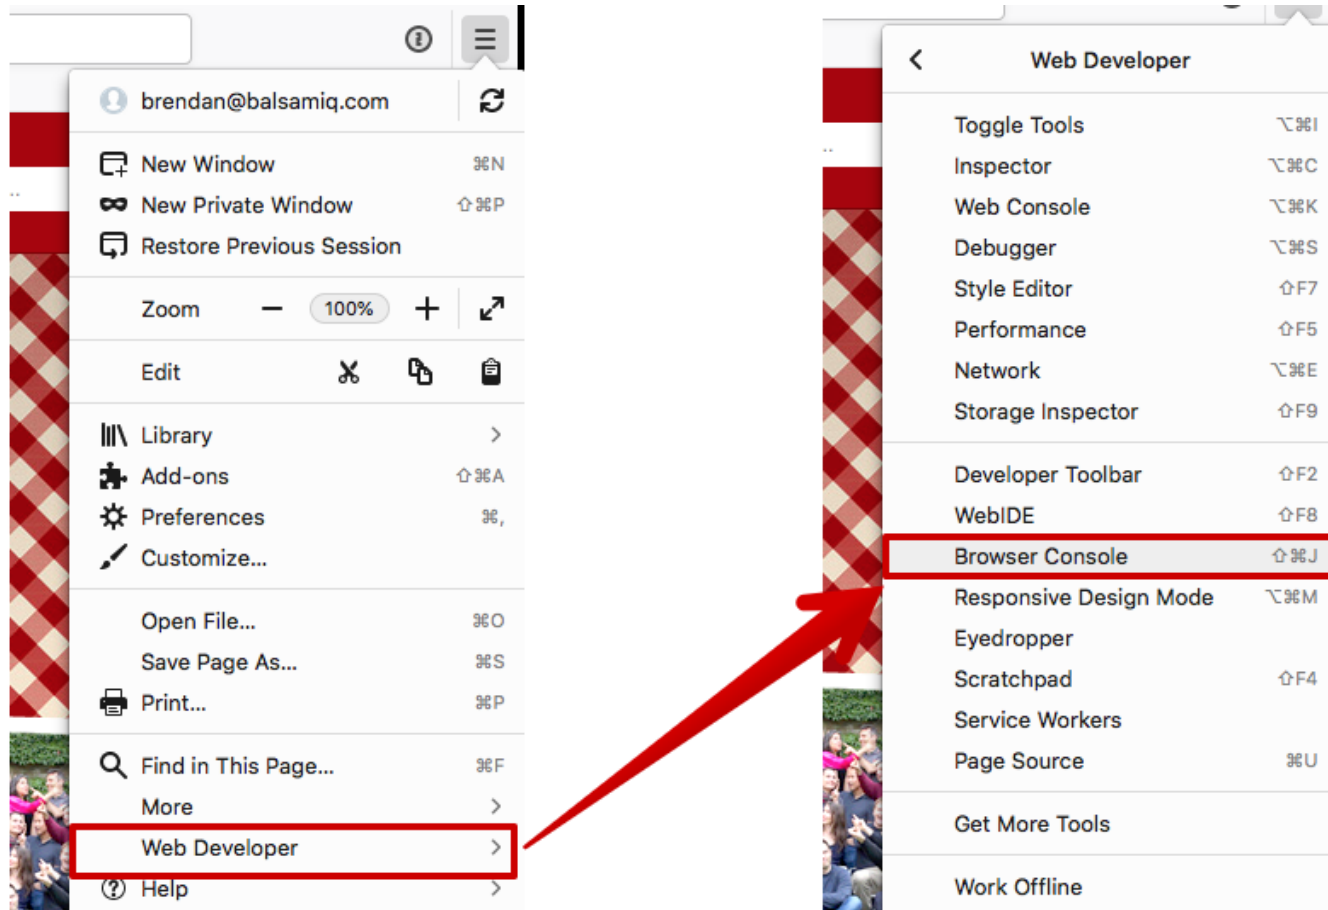 brendan@balsamiq.com
New Window ⌘N
New Private Window ⇧⌘P
Restore Previous Session
Zoom − 100% +
Edit
Library
Add-ons ⇧⌘A
Preferences ⌘,
Customize...
Open File... ⌘O
Save Page As... ⌘S
Print... ⌘P
Find in This Page... ⌘F
More
Web Developer
Help
Web Developer
Toggle Tools ⌥⌘I
Inspector ⌥⌘C
Web Console ⌥⌘K
Debugger ⌥⌘S
Style Editor ⇧F7
Performance ⇧F5
Network ⌥⌘E
Storage Inspector ⇧F9
Developer Toolbar ⇧F2
WebIDE ⇧F8
Browser Console ⇧⌘J
Responsive Design Mode ⌥⌘M
Eyedropper
Scratchpad ⇧F4
Service Workers
Page Source ⌘U
Get More Tools
Work Offline